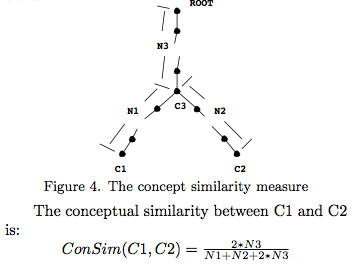 ROOT
N3
N1
C3
N2
C1
C2
Figure 4. The concept similarity measure
The conceptual similarity between C1 and C2
is:
ConSim(C1, C2) = 2*N3 / N1+N2+2*N3